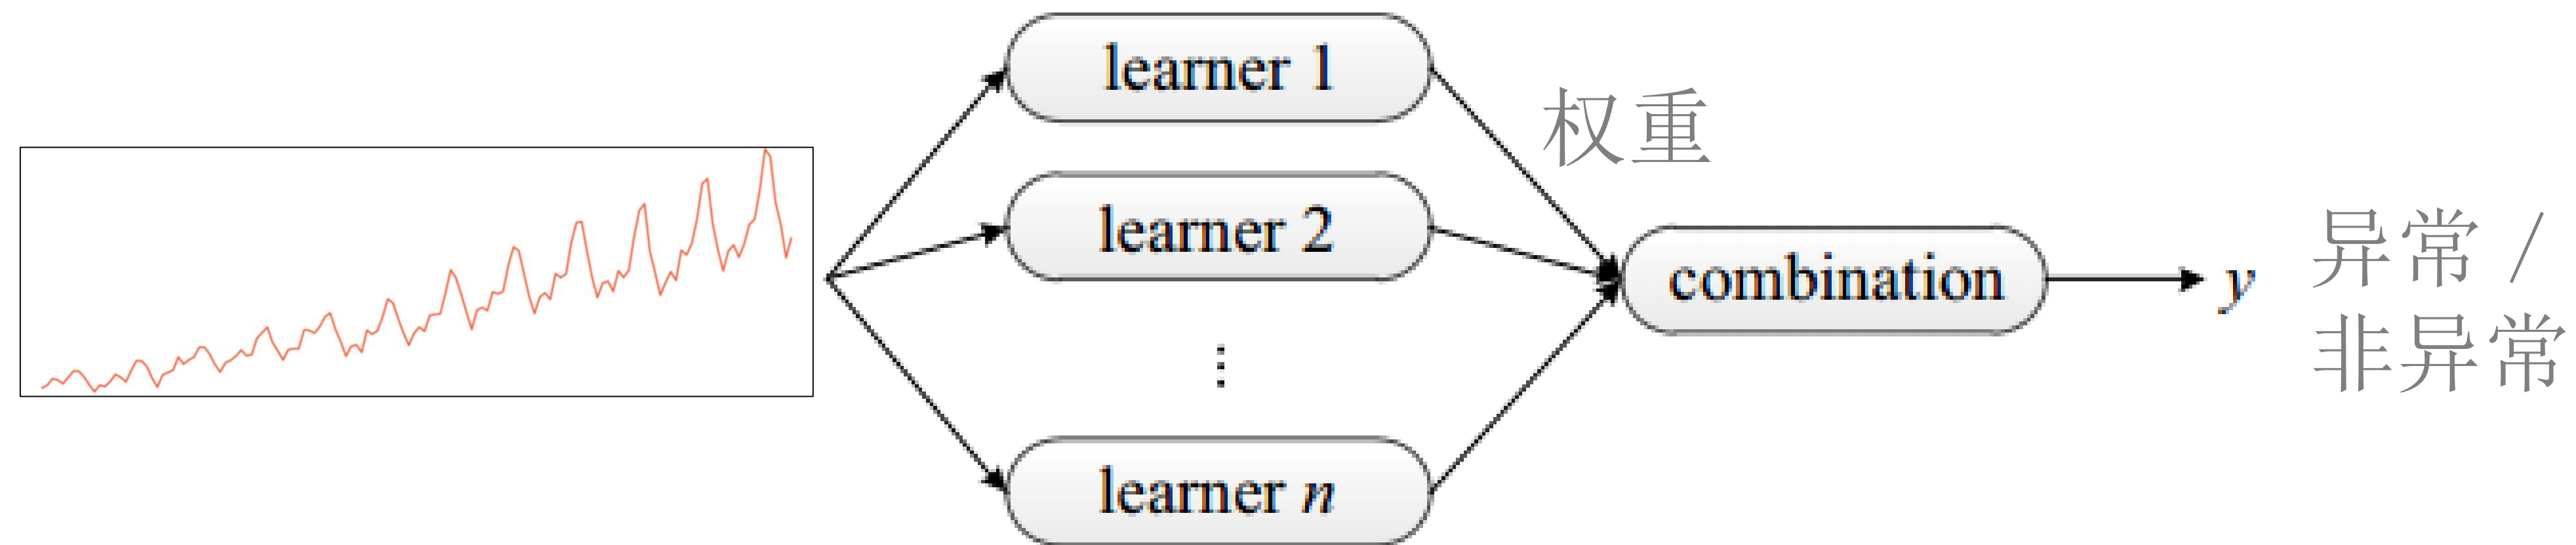 learner 1
权重
learner 2
⋮
learner n
combination
y
异常 /
非异常